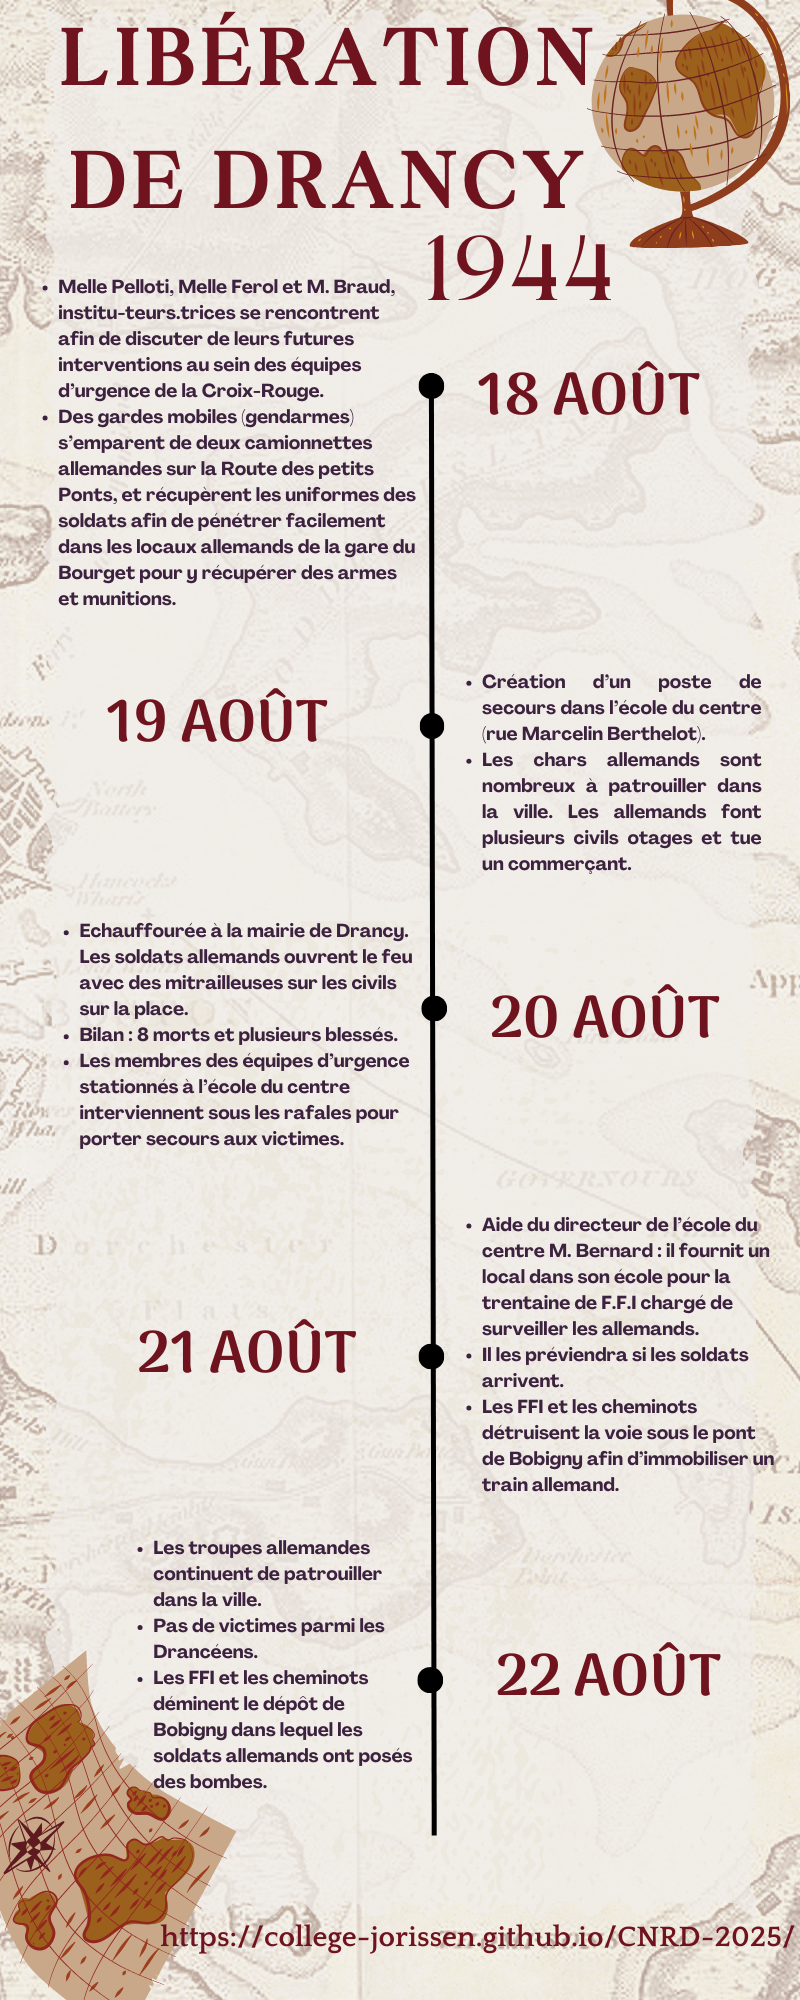 LIBÉRATION
DE DRANCY
1944
18 AOÛT
• Melle Pelloti, Melle Ferol et M. Braud,
institu-teurs.trices se rencontrent
afin de discuter de leurs futures
interventions au sein des équipes
d'urgence de la Croix-Rouge.
• Des gardes mobiles (gendarmes)
s'emparent de deux camionnettes
allemandes sur la Route des petits
Ponts, et récupèrent les uniformes des
soldats afin de pénétrer facilement
dans les locaux allemands de la gare du
Bourget pour y récupérer des armes
et munitions.
19 AOÛT
• Création d'un poste de
secours dans l'école du centre
(rue Marcelin Berthelot).
• Les chars allemands sont
nombreux à patrouiller dans
la ville. Les allemands font
plusieurs civils otages et tue
un commerçant.
20 AOÛT
• Echauffourée à la mairie de Drancy.
Les soldats allemands ouvrent le feu
avec des mitrailleuses sur les civils
sur la place.
• Bilan : 8 morts et plusieurs blessés.
• Les membres des équipes d'urgence
stationnés à l'école du centre
interviennent sous les rafales pour
porter secours aux victimes.
21 AOÛT
• Aide du directeur de l'école du
centre M. Bernard : il fournit un
local dans son école pour la
trentaine de F.F.I chargé de
surveiller les allemands.
• Il les préviendra si les soldats
arrivent.
• Les FFI et les cheminots
détruisent la voie sous le pont
de Bobigny afin d'immobiliser un
train allemand.
22 AOÛT
• Les troupes allemandes
continuent de patrouiller
dans la ville.
• Pas de victimes parmi les
Drancéens.
• Les FFI et les cheminots
déminent le dépôt de
Bobigny dans lequel les
soldats allemands ont posés
des bombes.
North
Battery
Hancocks
Wharf
GOVERNOURS
Dorchester
Flats
Dorchester
https://college-jorissen.github.io/CNRD-2025/